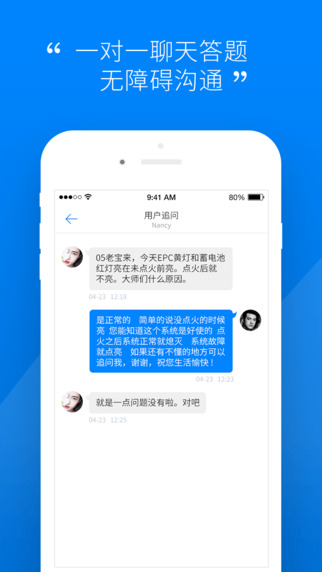 “ 一对一聊天答题
无障碍沟通 ”
9:41 AM
80%
用户追问
Nancy
05老宝来，今天EPC黄灯和蓄电池
红灯亮在未点火前亮。点火后就
不亮。大师们什么原因。
04-23 12:18
是正常的 简单的说没点火的时候
亮 您能知道这个系统是好使的 点
火之后系统正常就熄灭 系统故障
就点亮 如果还有不懂的地方可以
追问我，谢谢，祝您生活愉快！
04-23 12:23
就是一点问题没有啦。对吧
04-23 12:25